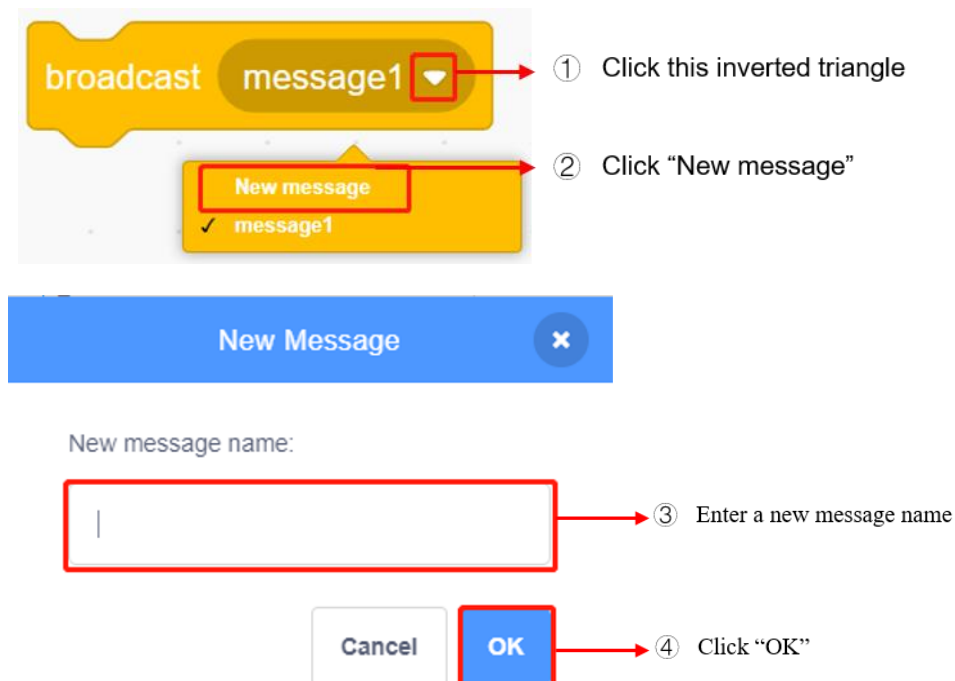 broadcast message1
① Click this inverted triangle
② Click “New message”
New message
✓ message1
New Message
New message name:
③ Enter a new message name
Cancel
OK
④ Click “OK”